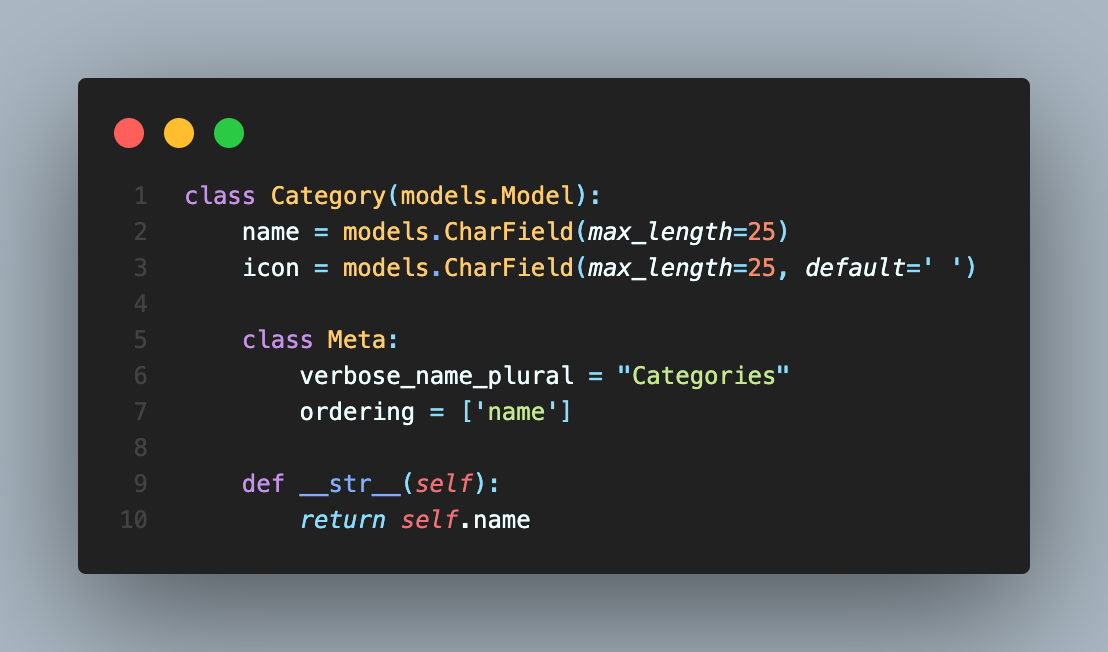 1 class Category(models.Model):
2     name = models.CharField(max_length=25)
3     icon = models.CharField(max_length=25, default=' ')
4
5     class Meta:
6         verbose_name_plural = "Categories"
7         ordering = ['name']
8
9     def __str__(self):
10         return self.name